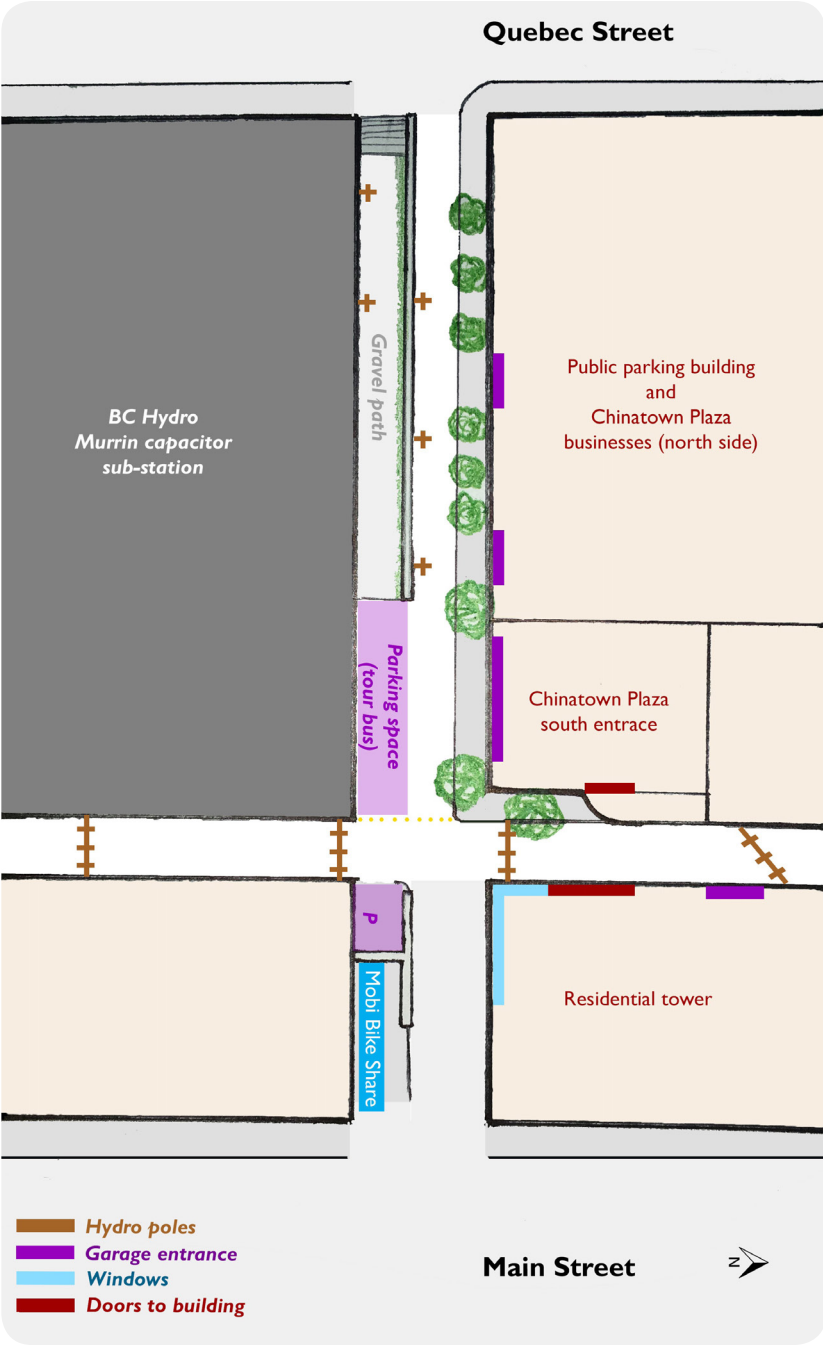 Quebec Street
BC Hydro
Murrin capacitor
sub-station
Gravel path
Public parking building
and
Chinatown Plaza
businesses (north side)
Parking space
(tour bus)
Chinatown Plaza
south entrace
P
Mobi Bike Share
Residential tower
Hydro poles
Garage entrance
Windows
Doors to building
Main Street
N